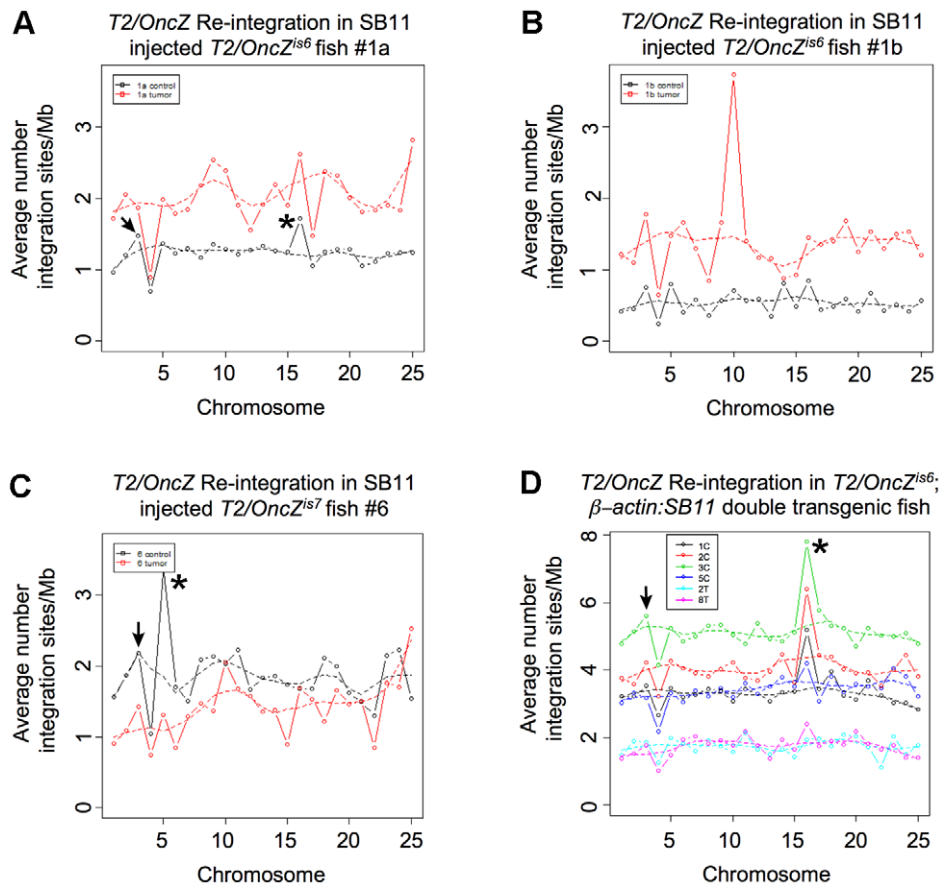 A
T2/OncZ Re-integration in SB11
injected T2/OncZis6 fish #1a
1a control
1a tumor
Average number
integration sites/Mb
0
1
2
3
*
5
10
15
20
25
Chromosome
B
T2/OncZ Re-integration in SB11
injected T2/OncZis6 fish #1b
1b control
1b tumor
Average number
integration sites/Mb
0
1
2
3
5
10
15
20
25
Chromosome
C
T2/OncZ Re-integration in SB11
injected T2/OncZis7 fish #6
6 control
6 tumor
Average number
integration sites/Mb
0
1
2
3
*
5
10
15
20
25
Chromosome
D
T2/OncZ Re-integration in T2/OncZis6;
β-actin:SB11 double transgenic fish
1C
2C
3C
5C
2T
8T
Average number
integration sites/Mb
0
2
4
6
8
*
5
10
15
20
25
Chromosome